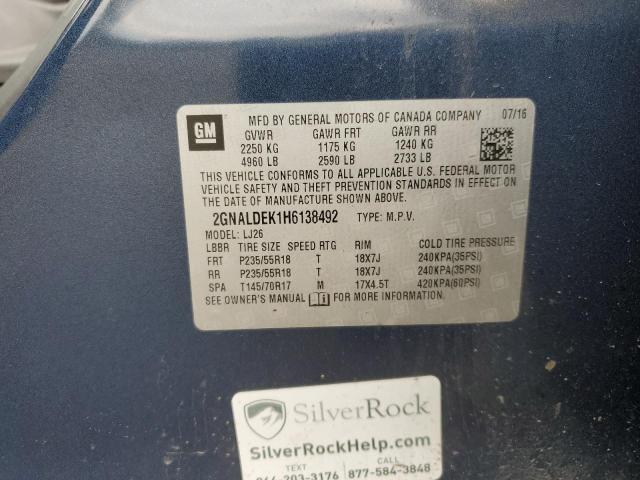 MFD BY GENERAL MOTORS OF CANADA COMPANY 07/16
GM
GVWR GAWR FRT GAWR RR
2250 KG 1175 KG 1240 KG
4960 LB 2590 LB 2733 LB
THIS VEHICLE CONFORMS TO ALL APPLICABLE U.S. FEDERAL MOTOR
VEHICLE SAFETY AND THEFT PREVENTION STANDARDS IN EFFECT ON
THE DATE OF MANUFACTURE SHOWN ABOVE.
2GNALDEK1H6138492 TYPE: M.P.V.
MODEL: LJ26
LBBR TIRE SIZE SPEED RTG RIM COLD TIRE PRESSURE
FRT P235/55R18 T 18X7J 240KPA(35PSI)
RR P235/55R18 T 18X7J 240KPA(35PSI)
SPA T145/70R17 M 17X4.5T 420KPA(60PSI)
SEE OWNER'S MANUAL FOR MORE INFORMATION.
SilverRock
SilverRockHelp.com
TEXT CALL
877-584-3848